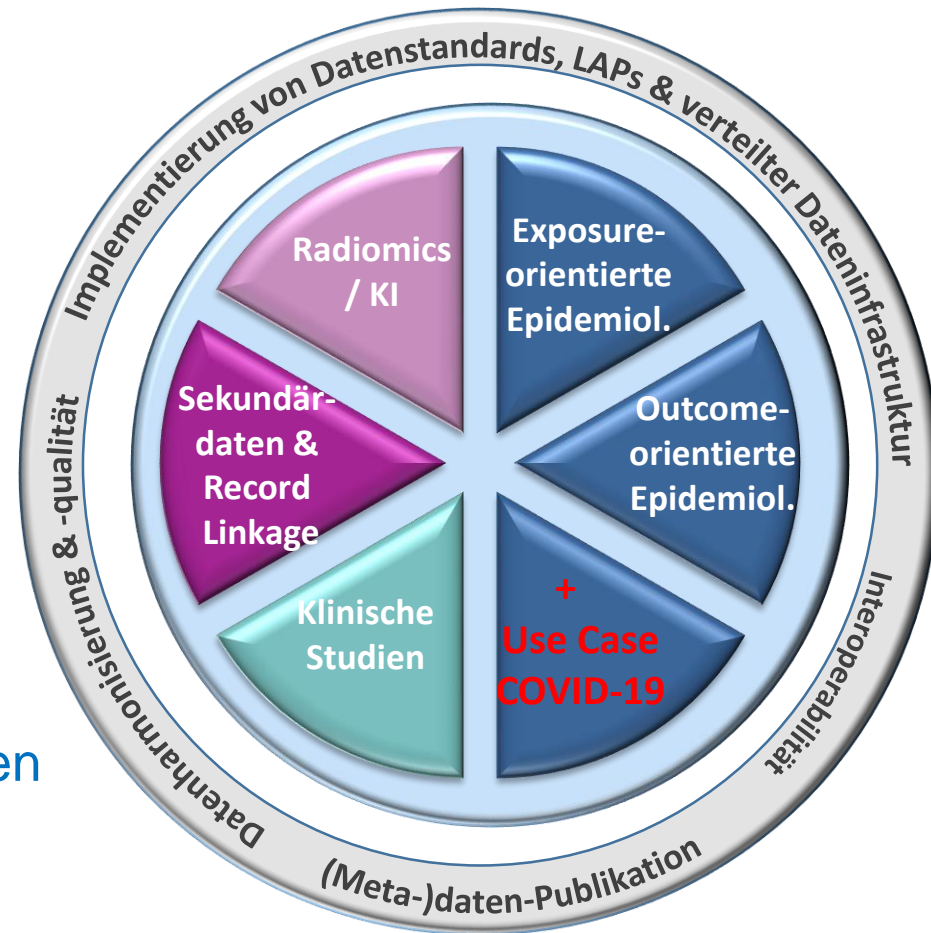 Implementierung von Datenstandards, LAPs & verteilter Dateninfrastruktur
Interoperabilität
(Meta-)daten-Publikation
Datenharmonisierung & -qualität
Radiomics
/ KI
Exposure-
orientierte
Epidemiol.
Sekundär-
daten &
Record
Linkage
Outcome-
orientierte
Epidemiol.
Klinische
Studien
+
Use Case
COVID-19
en